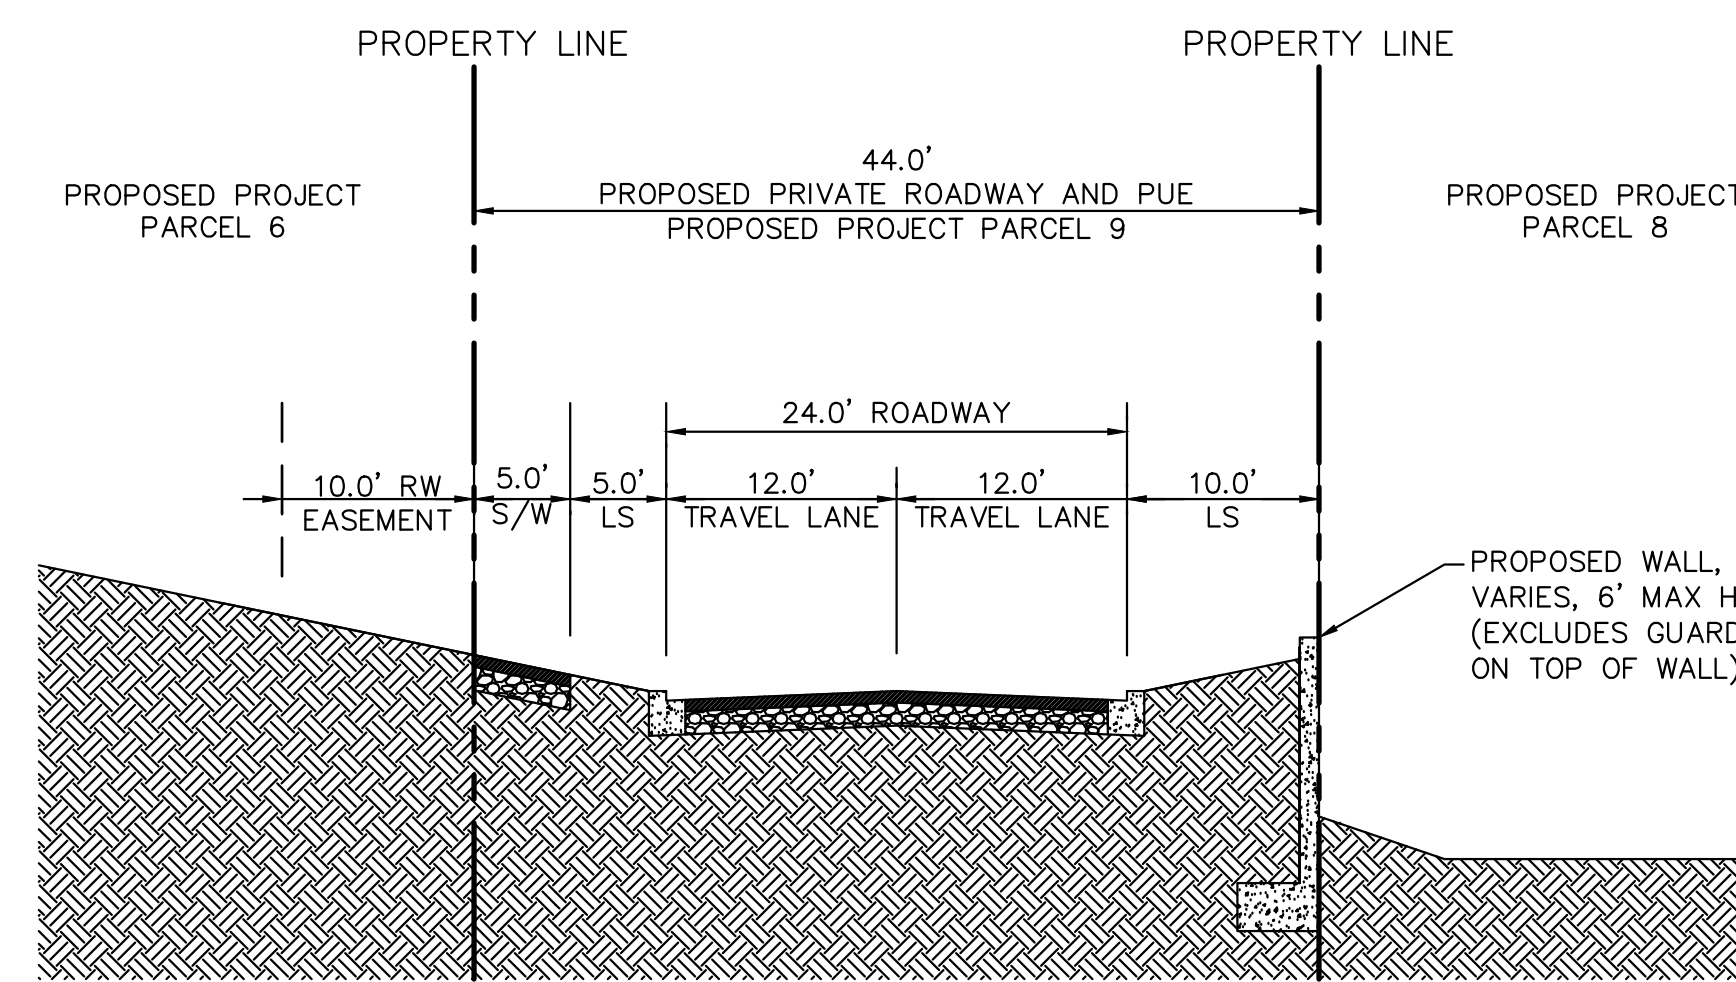 PROPERTY LINE
PROPERTY LINE
44.0'
PROPOSED PRIVATE ROADWAY AND PUE
PROPOSED PROJECT PARCEL 9
PROPOSED PROJECT
PARCEL 6
PROPOSED PROJECT
PARCEL 8
24.0' ROADWAY
10.0' RW
EASEMENT
5.0'
S/W
5.0'
LS
12.0'
TRAVEL LANE
12.0'
TRAVEL LANE
10.0'
LS
PROPOSED WALL,
VARIES, 6' MAX
(EXCLUDES
ON TOP OF WALL)